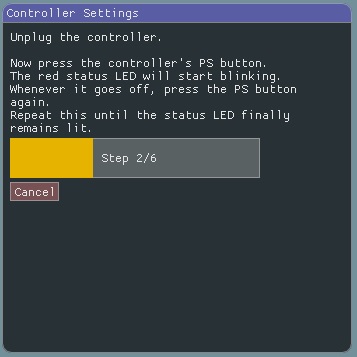 Controller Settings
Unplug the controller.
Now press the controller's PS button.
The red status LED will start blinking.
Whenever it goes off, press the PS button
again.
Repeat this until the status LED finally
remains lit.
Step 2/6
Cancel